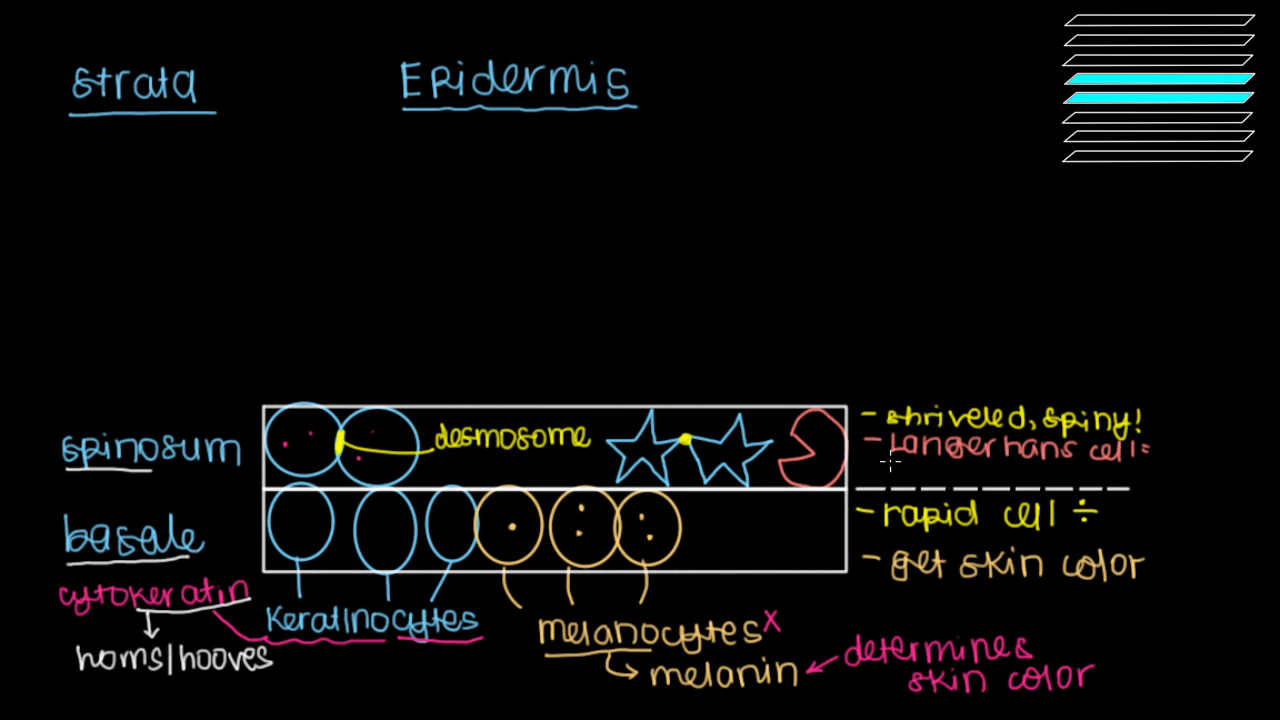 strata
Epidermis
spinosum
desmosome
- shriveled, spiny!
- Langerhans cell:
basale
- rapid cell ÷
- get skin color
cytokeratin
horns/hooves
Keratinocytes
melanocytes x
melanin
determines
skin color